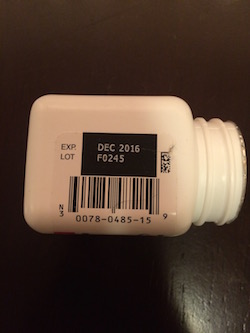 EXP. DEC 2016
LOT F0245
N
3 0078-0485-15 9